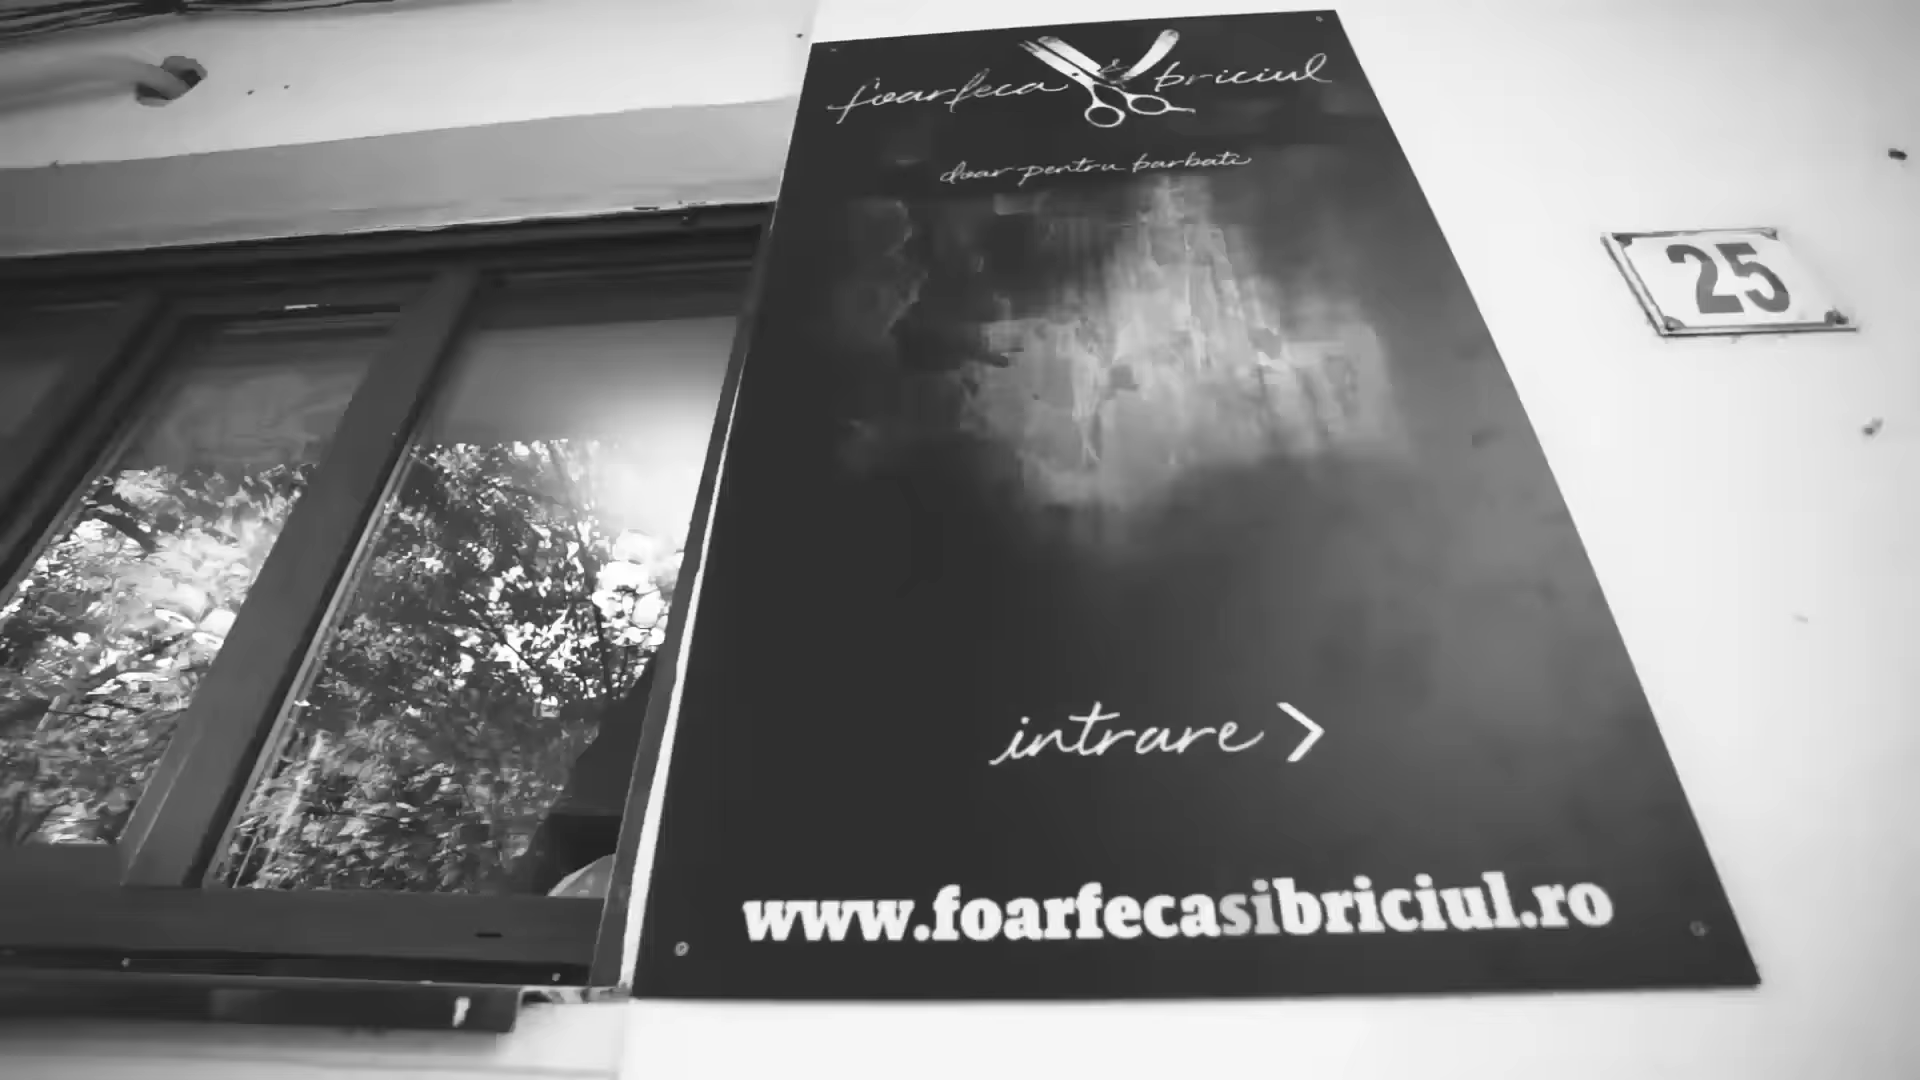 foarfeca & briciul
doar pentru barbati
25
intrare >
www.foarfecasibriciul.ro